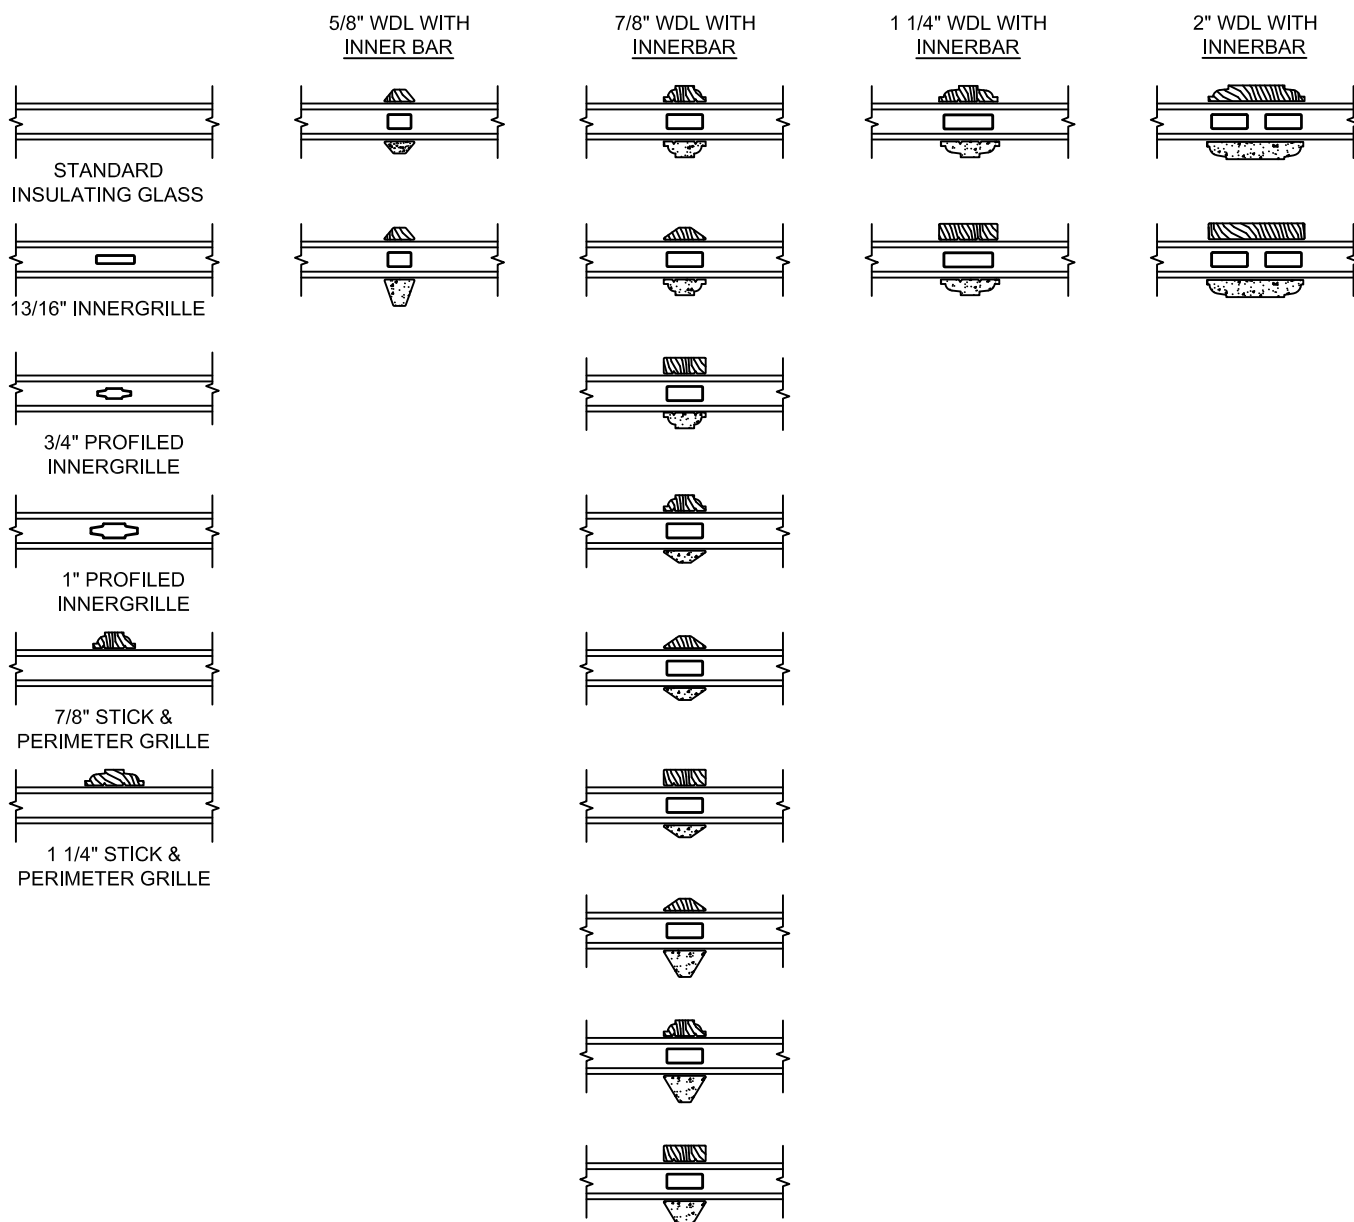 5/8" WDL WITH
INNER BAR
7/8" WDL WITH
INNERBAR
1 1/4" WDL WITH
INNERBAR
2" WDL WITH
INNERBAR
STANDARD
INSULATING GLASS
13/16" INNERGRILLE
3/4" PROFILED
INNERGRILLE
1" PROFILED
INNERGRILLE
7/8" STICK &
PERIMETER GRILLE
1 1/4" STICK &
PERIMETER GRILLE